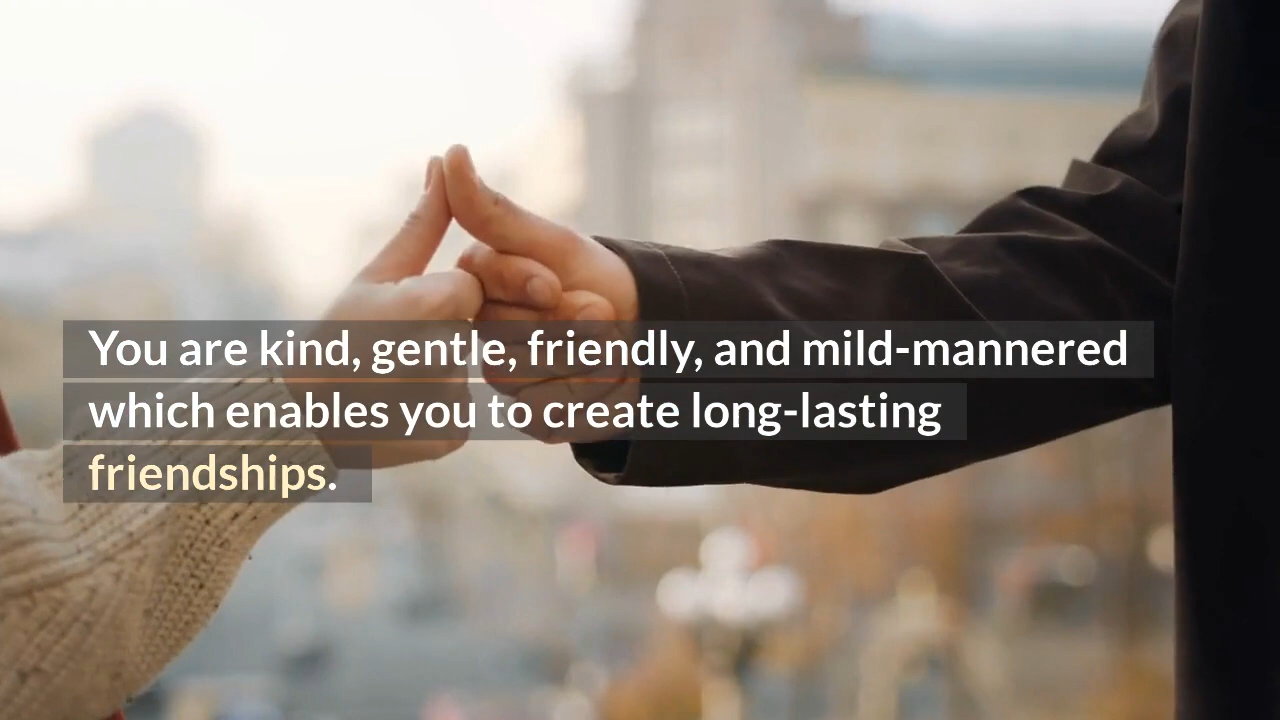 You are kind, gentle, friendly, and mild-mannered
which enables you to create long-lasting
friendships.